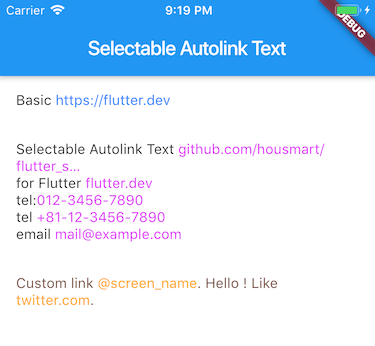 Carrier 9:19 PM
DEBUG
Selectable Autolink Text
Basic https://flutter.dev
Selectable Autolink Text github.com/housmart/
flutter_s...
for Flutter flutter.dev
tel:012-3456-7890
tel +81-12-3456-7890
email mail@example.com
Custom link @screen_name. Hello ! Like
twitter.com.